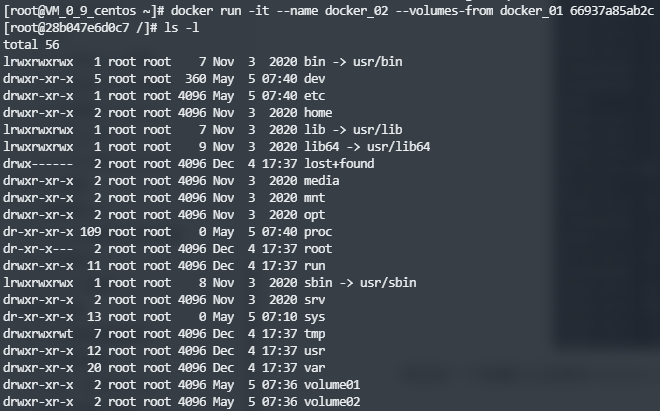 [root@VM_0_9_centos ~]# docker run -it --name docker_02 --volumes-from docker_01 66937a85ab2c
[root@28b047e6d0c7 /]# ls -l
total 56
lrwxrwxrwx   1 root root    7 Nov  3  2020 bin -> usr/bin
drwxr-xr-x   5 root root  360 May  5 07:40 dev
drwxr-xr-x   1 root root 4096 May  5 07:40 etc
drwxr-xr-x   2 root root 4096 Nov  3  2020 home
lrwxrwxrwx   1 root root    7 Nov  3  2020 lib -> usr/lib
lrwxrwxrwx   1 root root    9 Nov  3  2020 lib64 -> usr/lib64
drwx------   2 root root 4096 Dec  4 17:37 lost+found
drwxr-xr-x   2 root root 4096 Nov  3  2020 media
drwxr-xr-x   2 root root 4096 Nov  3  2020 mnt
drwxr-xr-x   2 root root 4096 Nov  3  2020 opt
dr-xr-xr-x 109 root root    0 May  5 07:40 proc
dr-xr-x---   2 root root 4096 Dec  4 17:37 root
drwxr-xr-x  11 root root 4096 Dec  4 17:37 run
lrwxrwxrwx   1 root root    8 Nov  3  2020 sbin -> usr/sbin
drwxr-xr-x   2 root root 4096 Nov  3  2020 srv
dr-xr-xr-x  13 root root    0 May  5 07:10 sys
drwxrwxrwt   7 root root 4096 Dec  4 17:37 tmp
drwxr-xr-x  12 root root 4096 Dec  4 17:37 usr
drwxr-xr-x  20 root root 4096 Dec  4 17:37 var
drwxr-xr-x   2 root root 4096 May  5 07:36 volume01
drwxr-xr-x   2 root root 4096 May  5 07:36 volume02